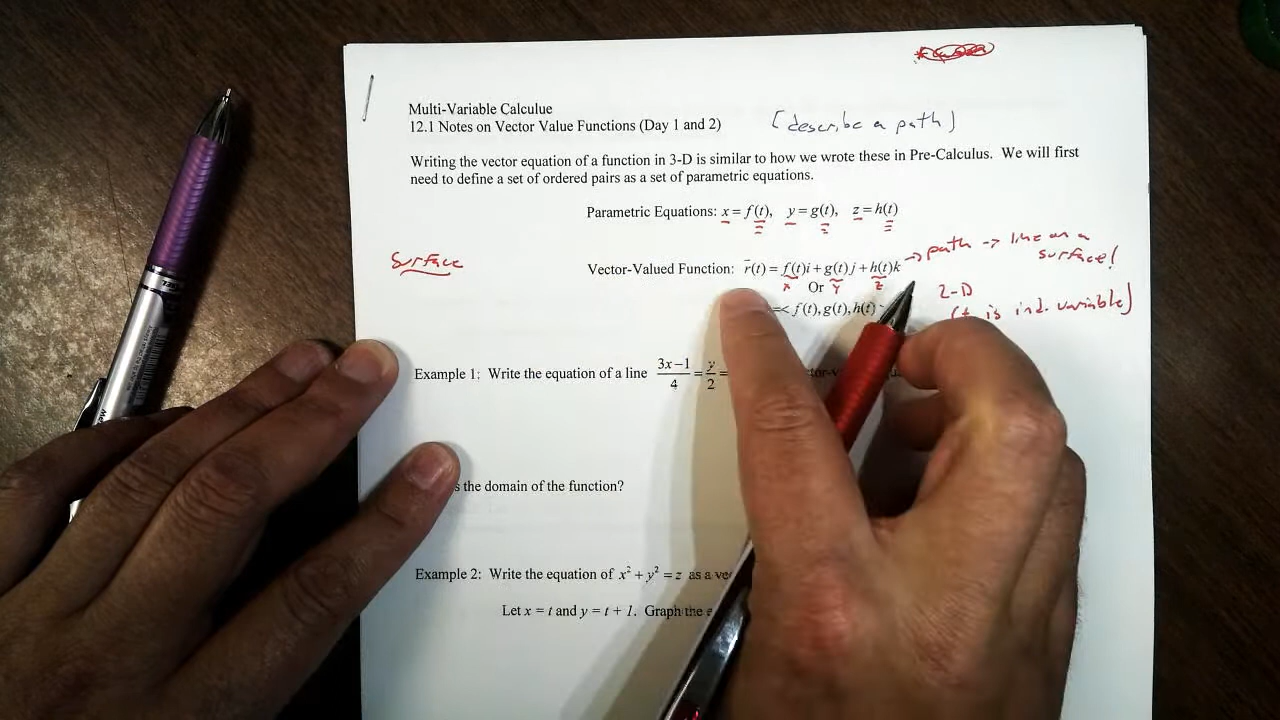 Multi-Variable Calculue
12.1 Notes on Vector Value Functions (Day 1 and 2) [describe a path]
Writing the vector equation of a function in 3-D is similar to how we wrote these in Pre-Calculus. We will first
need to define a set of ordered pairs as a set of parametric equations.
Parametric Equations: x = f(t), y = g(t), z = h(t)
Surface
Vector-Valued Function: r(t) = f(t)i + g(t)j + h(t)k → path → line on a
surface!
x y z
Or
2-D
=< f(t), g(t), h(t) (t is ind. variable)
Example 1: Write the equation of a line (3x−1)/4 = y/2 =
s the domain of the function?
Example 2: Write the equation of x² + y² = z as a
Let x = t and y = t + 1. Graph the